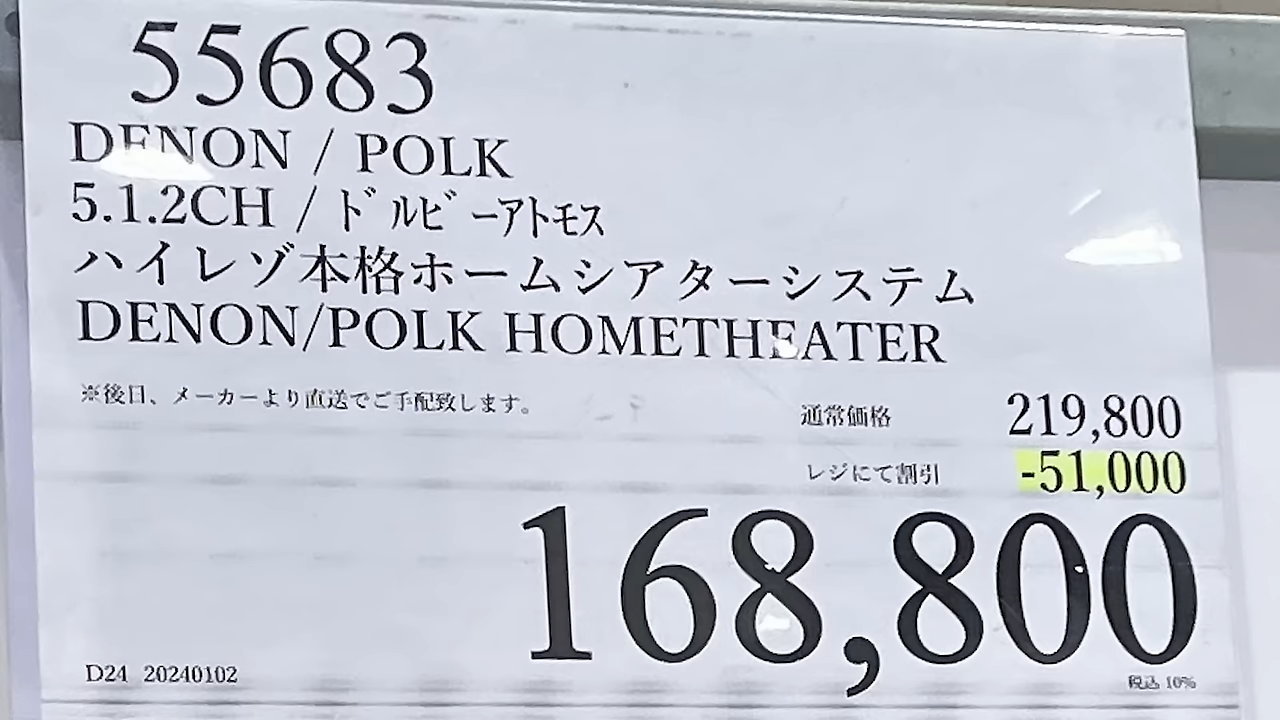 55683
DENON / POLK
5.1.2CH / ドルビーアトモス
ハイレゾ本格ホームシアターシステム
DENON/POLK HOMETHEATER
※後日、メーカーより直送でご手配致します。
通常価格 219,800
レジにて割引 -51,000
168,800
D24 20240102 税込 10%